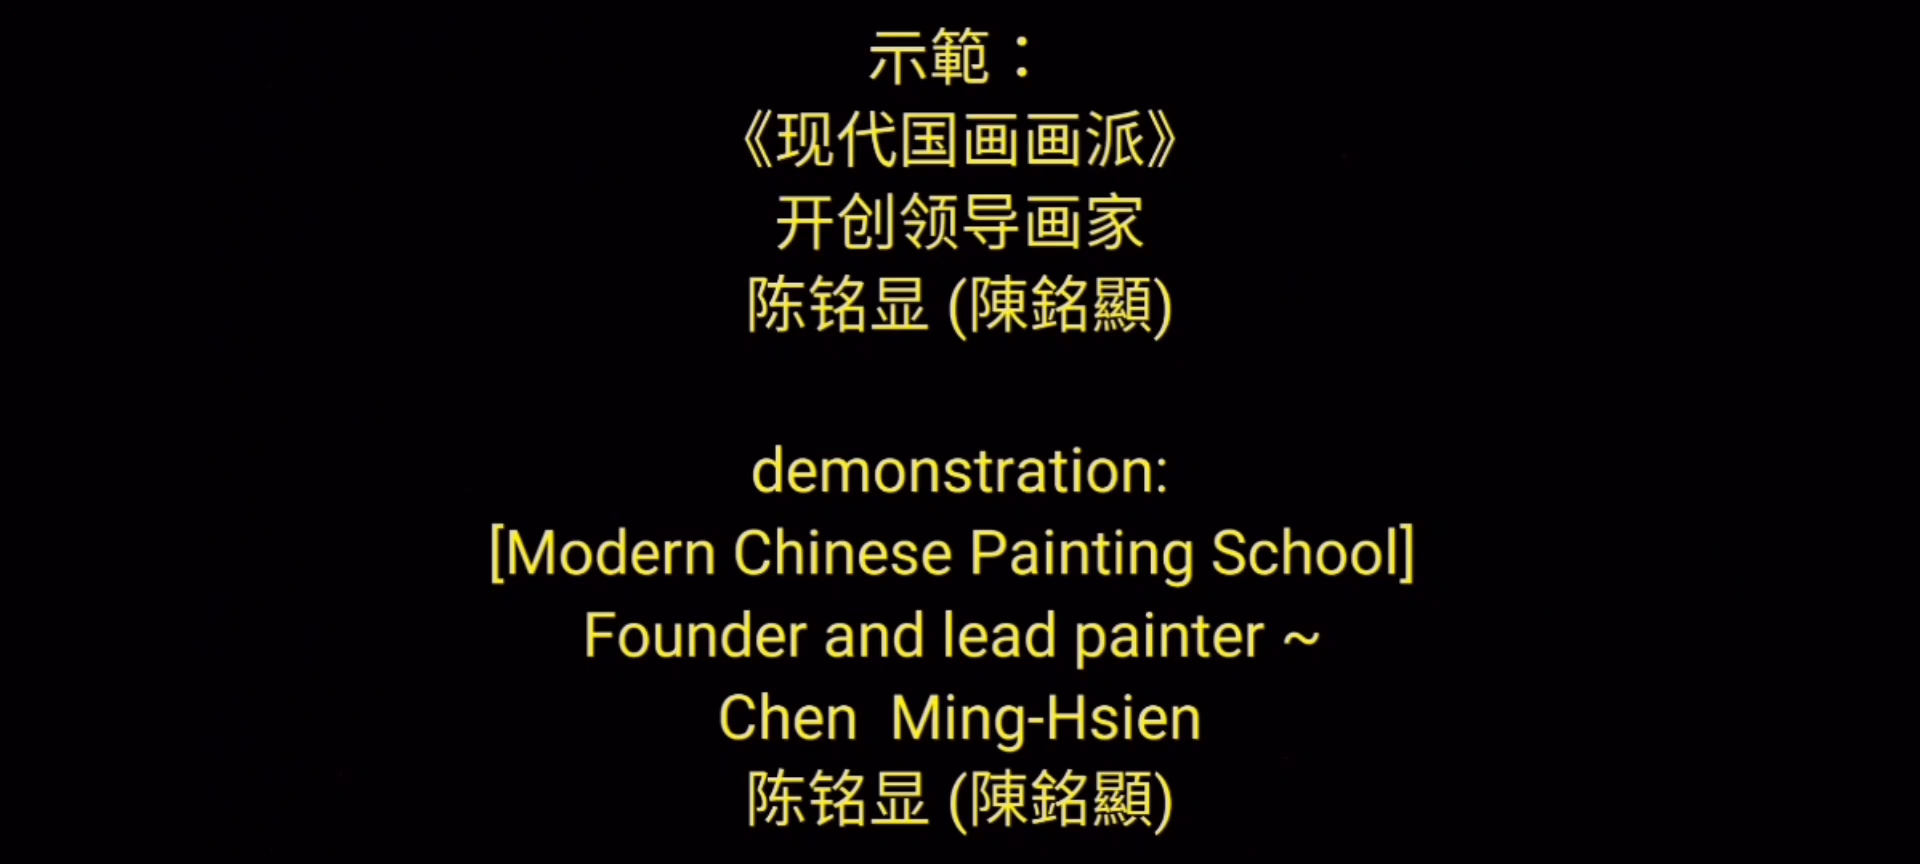 示範：
《现代国画画派》
开创领导画家
陈铭显 (陳銘顯)
demonstration:
[Modern Chinese Painting School]
Founder and lead painter ~
Chen  Ming-Hsien
陈铭显 (陳銘顯)